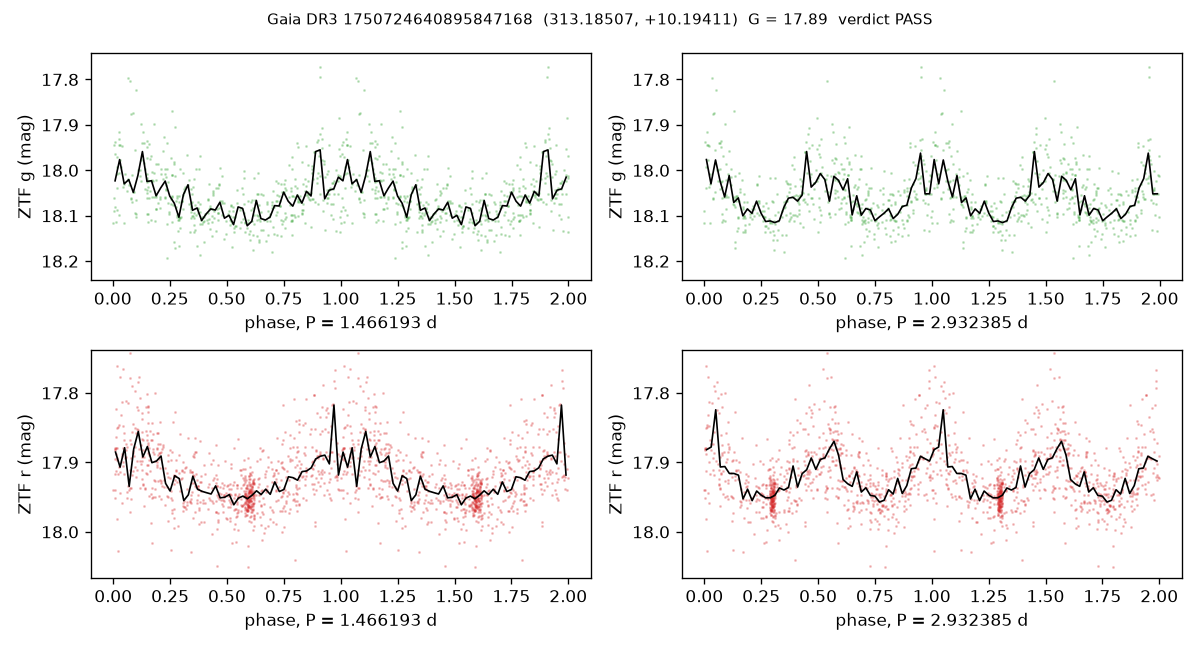 Gaia DR3 1750724640895847168 (313.18507, +10.19411) G = 17.89 verdict PASS
17.8
17.9
18.0
18.1
18.2
ZTF g (mag)
0.00 0.25 0.50 0.75 1.00 1.25 1.50 1.75 2.00
phase, P = 1.466193 d
17.8
17.9
18.0
18.1
18.2
ZTF g (mag)
0.00 0.25 0.50 0.75 1.00 1.25 1.50 1.75 2.00
phase, P = 2.932385 d
17.8
17.9
18.0
ZTF r (mag)
0.00 0.25 0.50 0.75 1.00 1.25 1.50 1.75 2.00
phase, P = 1.466193 d
17.8
17.9
18.0
ZTF r (mag)
0.00 0.25 0.50 0.75 1.00 1.25 1.50 1.75 2.00
phase, P = 2.932385 d